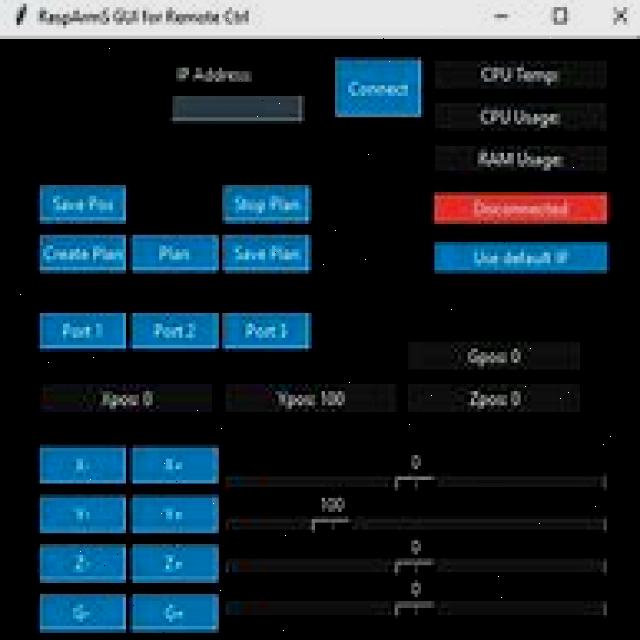 RaspArmS GUI for Remote Ctrl
IP Address
Connect
CPU Temp:
CPU Usage:
RAM Usage:
Save Pos
Stop Plan
Disconnected
Create Plan
Plan
Save Plan
Use default IP
Port 1
Port 2
Port 3
Gpos: 0
Xpos: 0
Ypos: 100
Zpos: 0
X-
X+
0
Y-
Y+
100
Z-
Z+
0
G-
G+
0